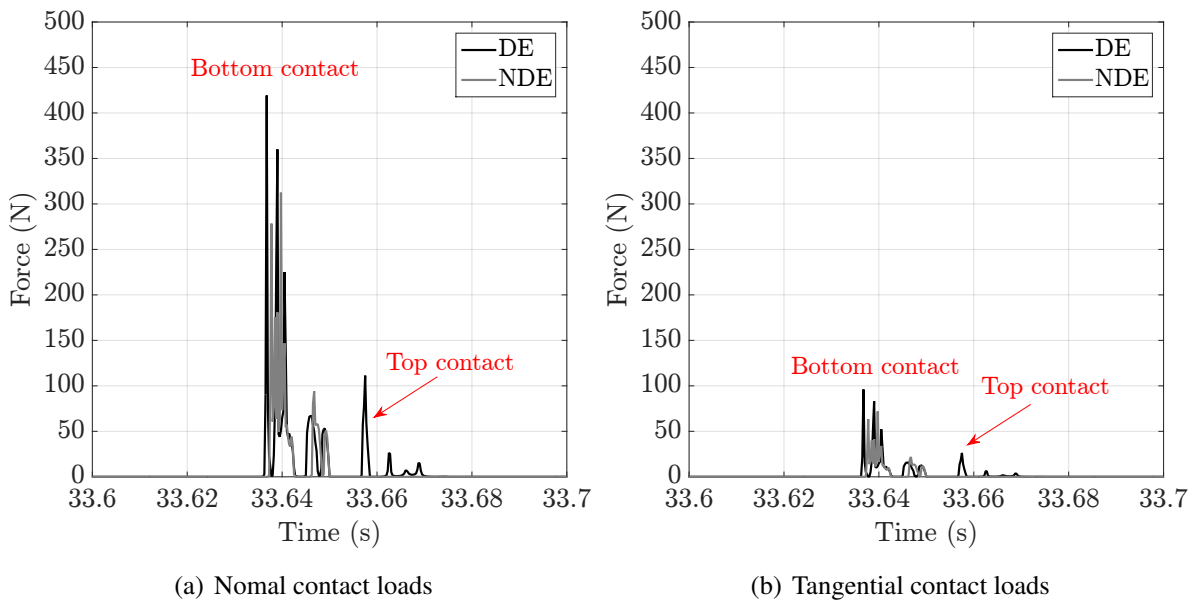 500
450
400
350
300
250
200
150
100
50
0
Force (N)
33.6
33.62
33.64
33.66
33.68
33.7
Time (s)
DE
NDE
Bottom contact
Top contact
(a) Nomal contact loads
500
450
400
350
300
250
200
150
100
50
0
Force (N)
33.6
33.62
33.64
33.66
33.68
33.7
Time (s)
DE
NDE
Bottom contact
Top contact
(b) Tangential contact loads